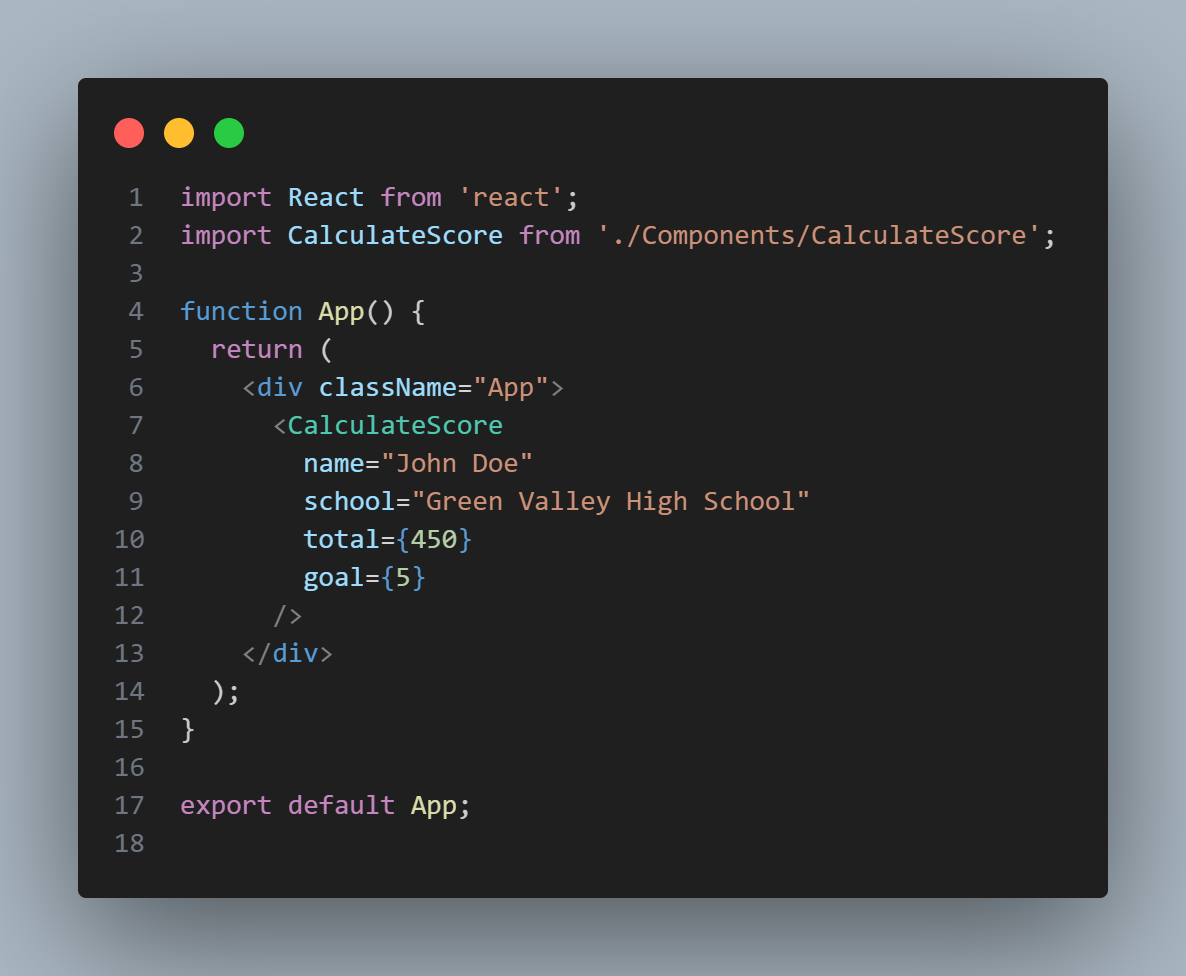 1 import React from 'react';
2 import CalculateScore from './Components/CalculateScore';
3
4 function App() {
5   return (
6     <div className="App">
7       <CalculateScore
8         name="John Doe"
9         school="Green Valley High School"
10         total={450}
11         goal={5}
12       />
13     </div>
14   );
15 }
16
17 export default App;
18